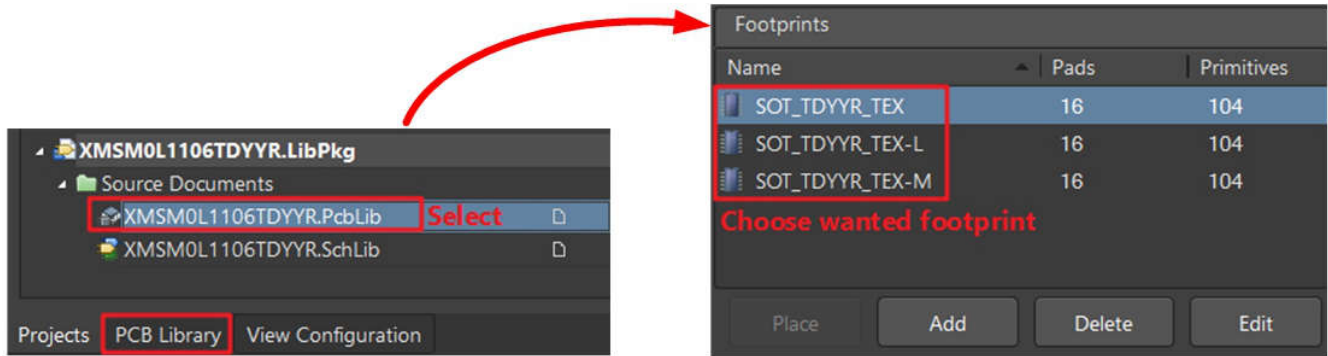 XMSM0L1106TDYYR.LibPkg
Source Documents
XMSM0L1106TDYYR.PcbLib Select
XMSM0L1106TDYYR.SchLib
Projects PCB Library View Configuration
Footprints
Name Pads Primitives
SOT_TDYYR_TEX 16 104
SOT_TDYYR_TEX-L 16 104
SOT_TDYYR_TEX-M 16 104
Choose wanted footprint
Place Add Delete Edit